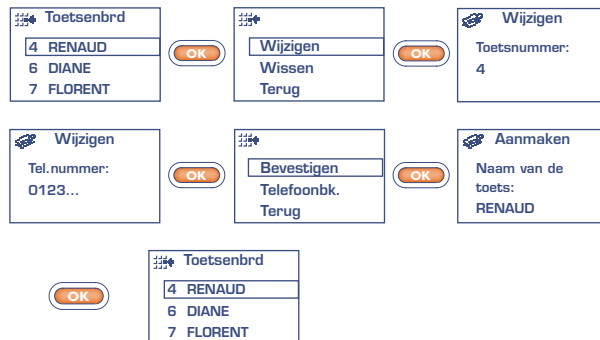 Toetsenbrd
4 RENAUD
6 DIANE
7 FLORENT
OK
Wijzigen
Wissen
Terug
OK
Wijzigen
Toetsnummer:
4
Wijzigen
Tel.nummer:
0123...
OK
Bevestigen
Telefoonbk.
Terug
OK
Aanmaken
Naam van de
toets:
RENAUD
OK
Toetsenbrd
4 RENAUD
6 DIANE
7 FLORENT